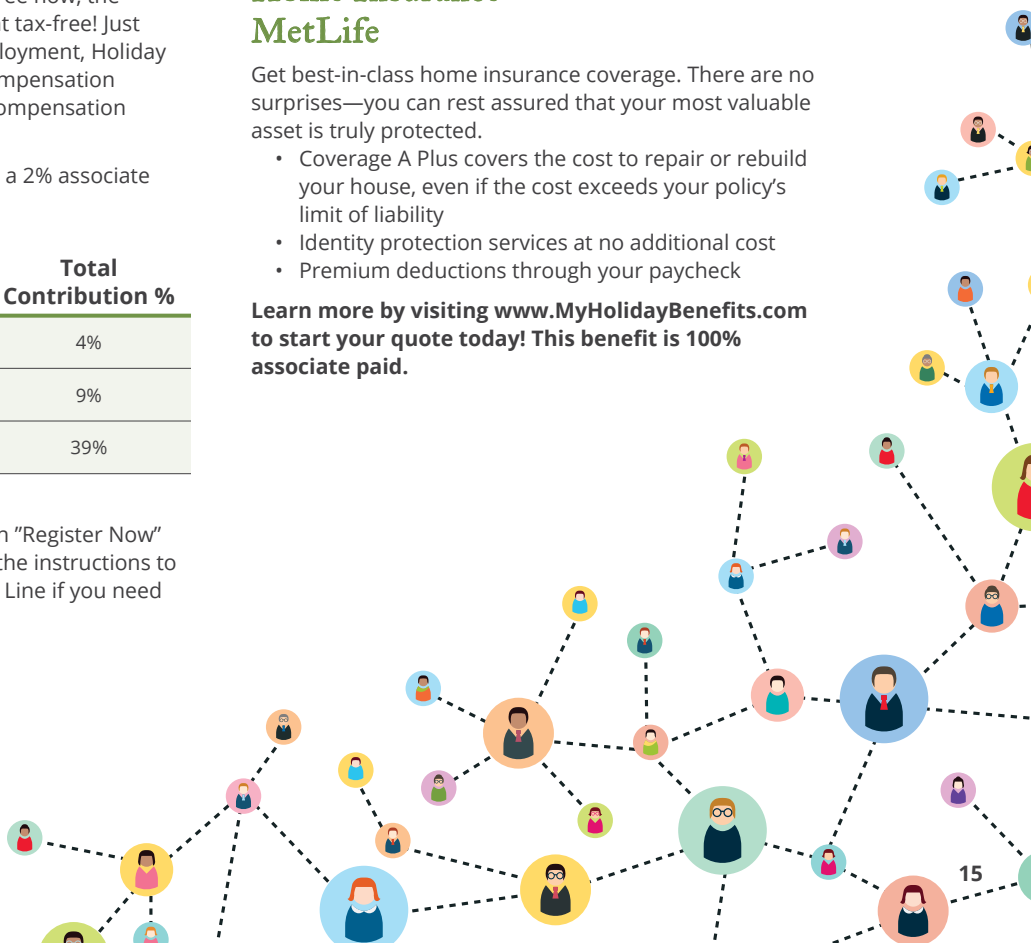 ee now, the
t tax-free! Just
loyment, Holiday
mpensation
ompensation
a 2% associate
Total
Contribution %
4%
9%
39%
n ”Register Now”
the instructions to
Line if you need
Home Insurance
MetLife
Get best-in-class home insurance coverage. There are no
surprises—you can rest assured that your most valuable
asset is truly protected.
• Coverage A Plus covers the cost to repair or rebuild
your house, even if the cost exceeds your policy’s
limit of liability
• Identity protection services at no additional cost
• Premium deductions through your paycheck
Learn more by visiting www.MyHolidayBenefits.com
to start your quote today! This benefit is 100%
associate paid.
15